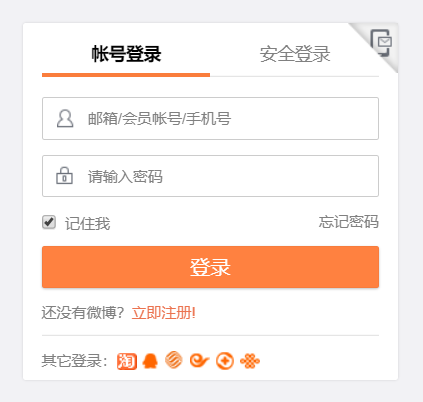 帐号登录 安全登录
邮箱/会员帐号/手机号
请输入密码
记住我 忘记密码
登录
还没有微博？立即注册!
其它登录： 淘